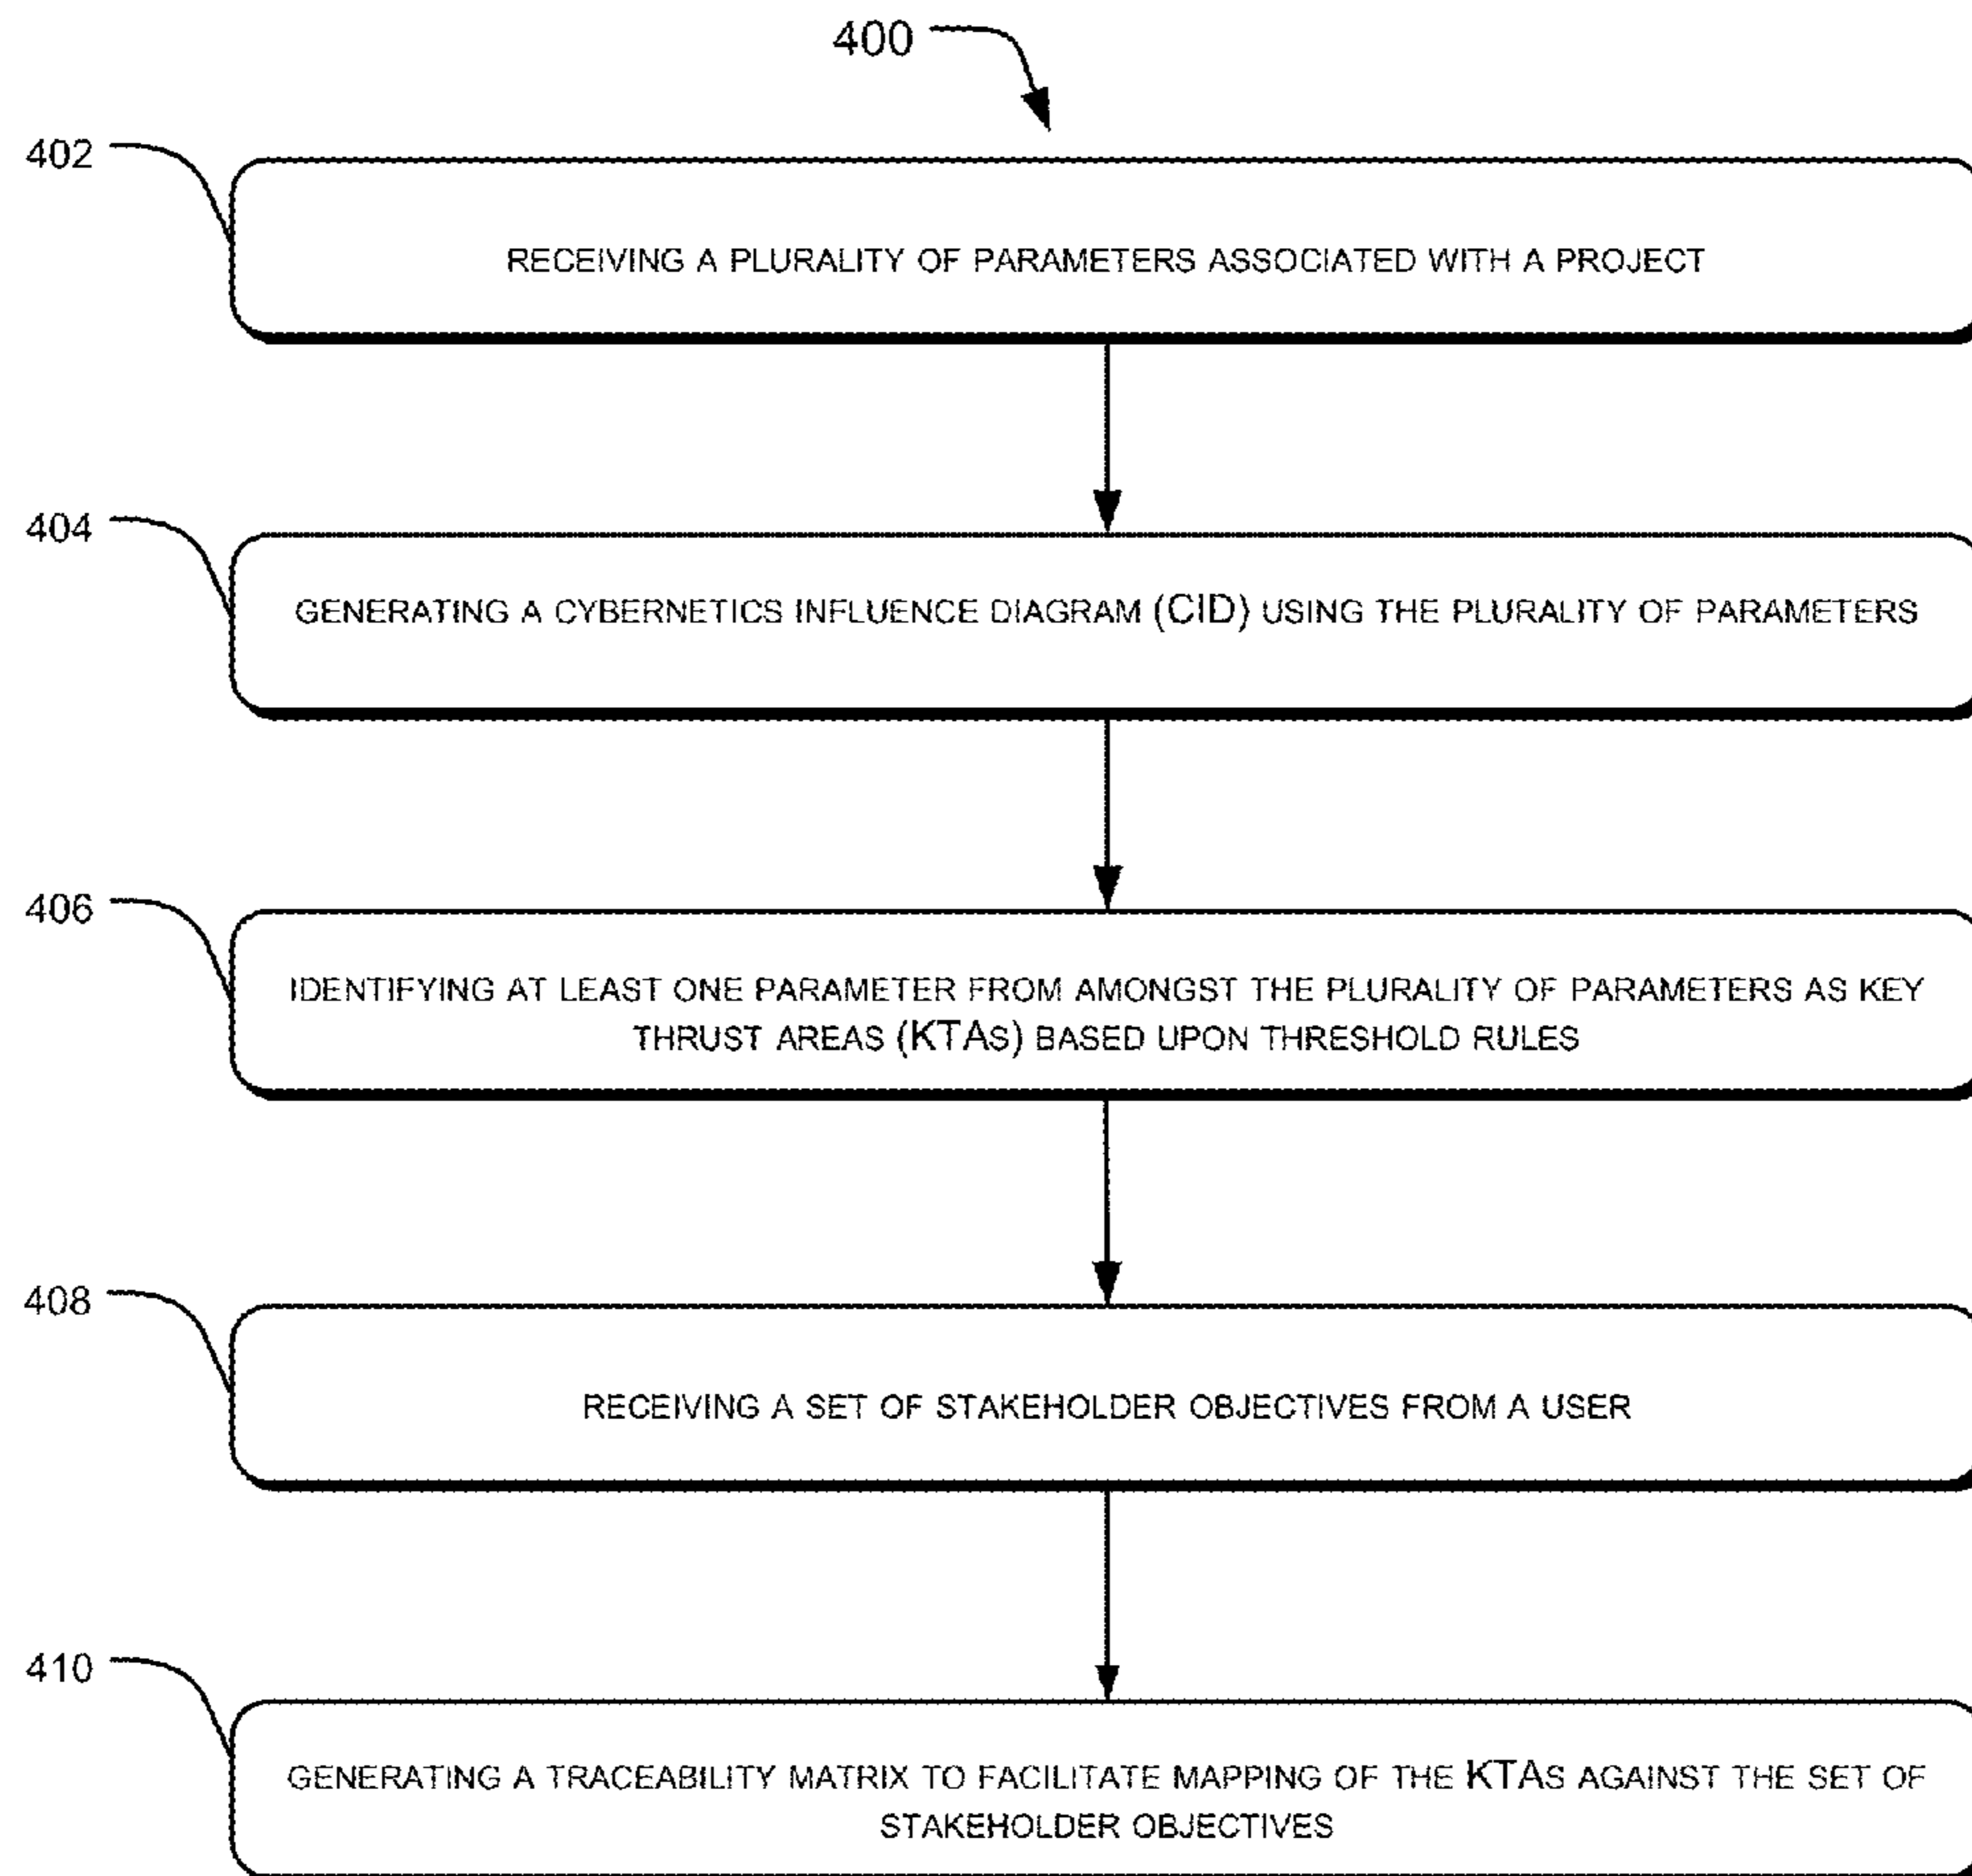 400
402
RECEIVING A PLURALITY OF PARAMETERS ASSOCIATED WITH A PROJECT
404
GENERATING A CYBERNETICS INFLUENCE DIAGRAM (CID) USING THE PLURALITY OF PARAMETERS
406
IDENTIFYING AT LEAST ONE PARAMETER FROM AMONGST THE PLURALITY OF PARAMETERS AS KEY
THRUST AREAS (KTAS) BASED UPON THRESHOLD RULES
408
RECEIVING A SET OF STAKEHOLDER OBJECTIVES FROM A USER
410
GENERATING A TRACEABILITY MATRIX TO FACILITATE MAPPING OF THE KTAS AGAINST THE SET OF
STAKEHOLDER OBJECTIVES